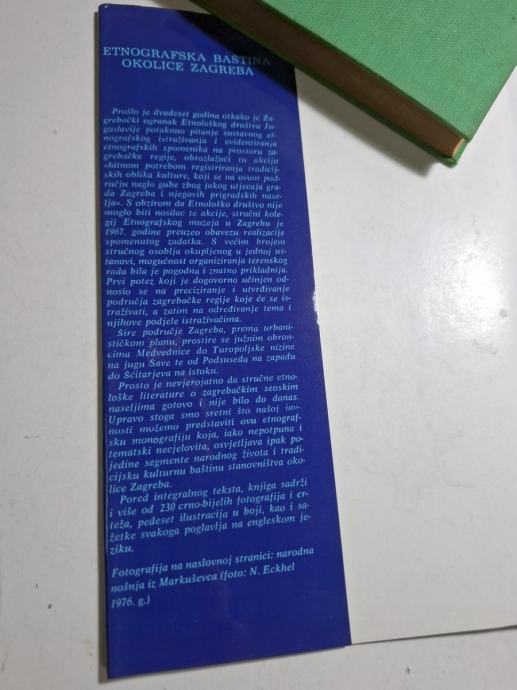 ETNOGRAFSKA BAŠTINA
OKOLICE ZAGREBA
Prošlo je dvadeset godina otkako je Za-
grebački ogranak Etnološkog društva Ju-
goslavije potaknuo pitanje sustavnog et-
nografskog istraživanja i evidentiranja
etnografskih spomenika na prostoru za-
grebačke regije, obrazlažući tu akciju
»hitnom potrebom registriranja tradicij-
skih oblika kulture, koji se na ovom pod-
ručju naglo gube zbog jakog utjecaja gra-
da Zagreba i njegovih prigradskih nase-
lja«. S obzirom da Etnološko društvo nije
moglo biti nosilac te akcije, stručni kole-
gij Etnografskog muzeja u Zagrebu je
1967. godine preuzeo obavezu realizacije
spomenutog zadatka. S većim brojem
stručnog osoblja okupljenog u jednoj us-
tanovi, mogućnost organiziranja terenskog
rada bila je pogodna i znatno prikladnija.
Prvi potez koji je dogovorno učinjen od-
nosio se na preciziranje i utvrđivanje
područja zagrebačke regije koje će se is-
traživati, a zatim na određivanje tema i
njihove podjele istraživačima.
Šire područje Zagreba, prema urbani-
stičkom planu, prostire se južnim obron-
cima Medvednice do Turopoljske nizine
na jugu Save te od Podsuseda na zapadu
do Šćitarjeva na istoku.
Prosto je nevjerojatno da stručne etno-
loške literature o zagrebačkim seoskim
naseljima gotovo i nije bilo do danas.
Upravo stoga smo sretni što našoj jav-
nosti možemo predstaviti ovu etnograf-
sku monografiju koja, iako nepotpuna i
tematski necjelovita, osvjetljava ipak po-
jedine segmente narodnog života i tradi-
cijsku kulturnu baštinu stanovništva oko-
lice Zagreba.
Pored integralnog teksta, knjiga sadrži
i više od 230 crno-bijelih fotografija i cr-
teža, pedeset ilustracija u boji, kao i sa-
žetke svakoga poglavlja na engleskom je-
ziku.
Fotografija na naslovnoj stranici: narodna
nošnja iz Markuševca (foto: N. Eckhel
1976. g.)